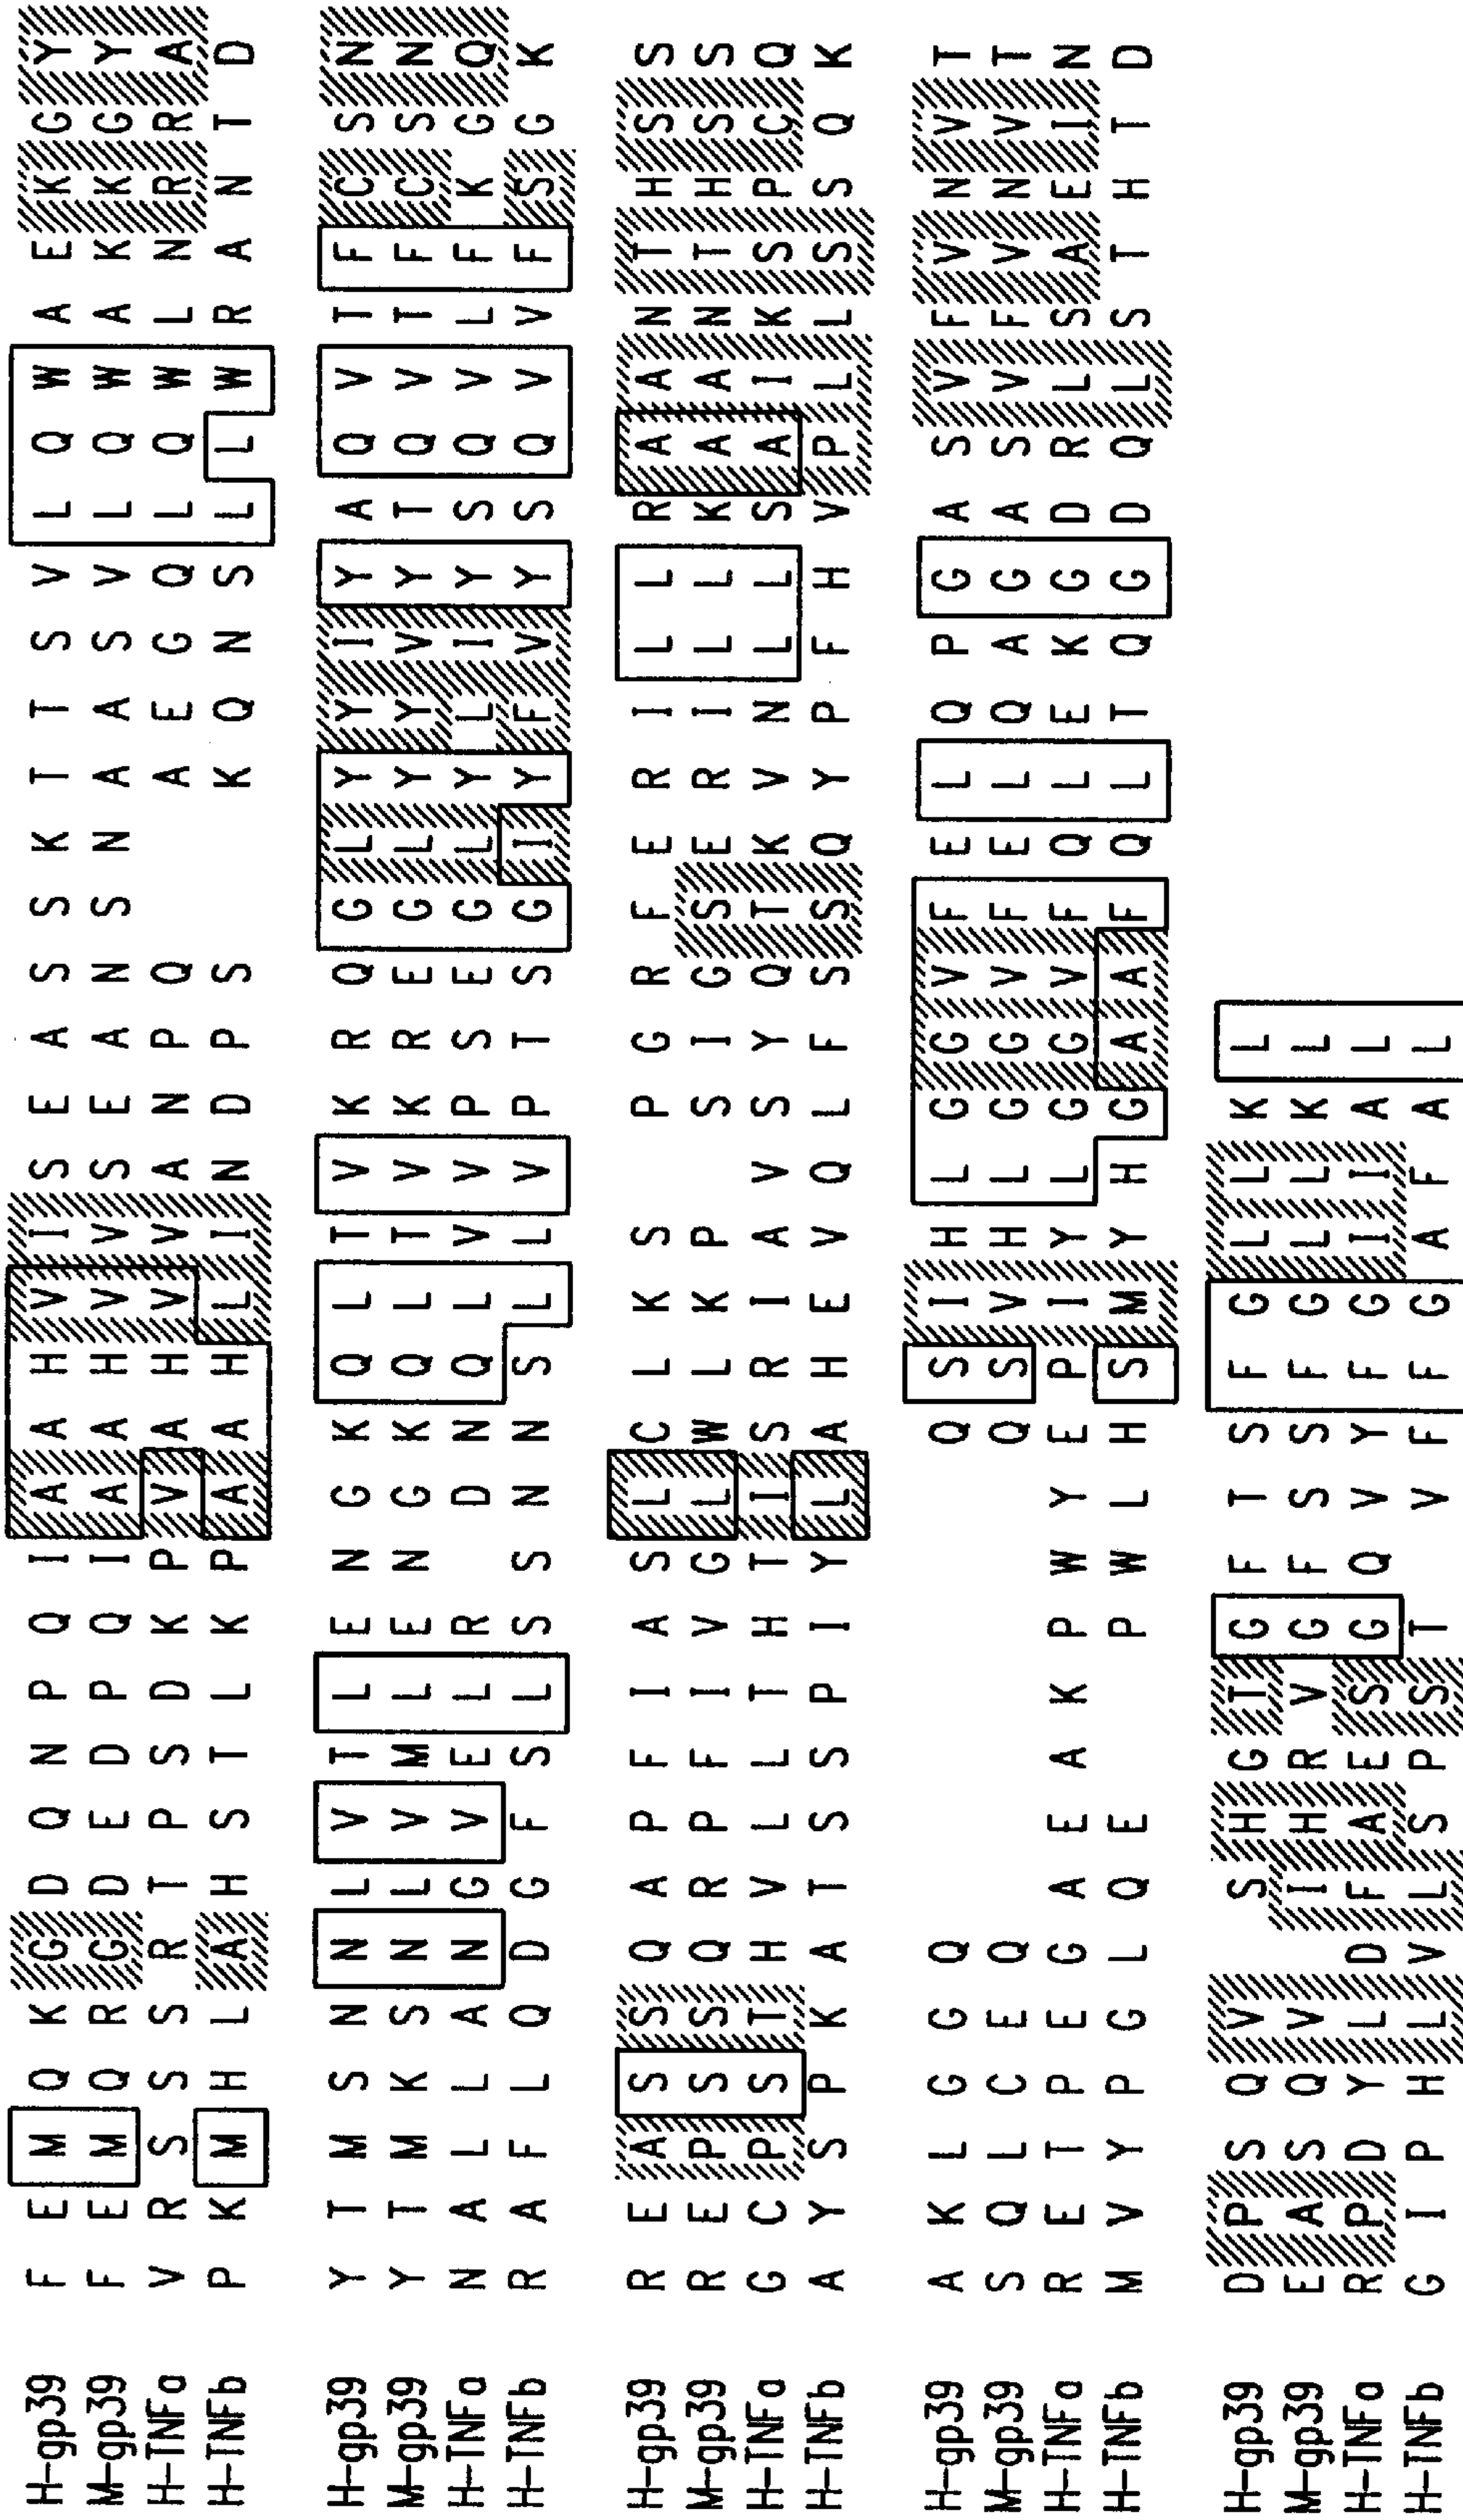 H-gp39 F E M Q K G D Q N P Q I A A H V I S E A S S K T T S V L Q W A E K G Y Y
M-gp39 F E M Q R G D E D P Q I A A H V V S E A N S N A A S V L Q W A K K G Y Y
H-TNFa V R S S S R T P S D K P V A H V V A N P Q A E G Q L Q W L N R R A
H-TNFb P K M H L A H S T L K P A A H L I N D P S K Q N S L L W R A N T D
H-gp39 Y T M S N N L V T L E N G K Q L T V K R Q G L Y Y I Y A Q V T F C S N
M-gp39 Y T M K S N L V M L E N G K Q L T V K R E G L Y Y V Y T Q V T F C S N
H-TNFa N A L L A N G V E L R D N Q L V V P S E G L Y L I Y S Q V L F K G Q
H-TNFb R A F L Q D G F S L S S N N S L L V P T S G I Y F V Y S Q V V F S G K
H-gp39 R E A S S Q A P F I A S L C L K S P G R F E R I L L R A A N T H S S
M-gp39 R E P S S Q R P F I V G L W L K P S I G S E R I L L K A A N T H S S
H-TNFa G C P S T H V L L T H T I S R I A V S Y Q T K V N L L S A I K S P C Q
H-TNFb A Y S P K A T S S P I Y L A H E V Q L F S S Q Y P F H V P L L S S Q K
H-gp39 A K L G G Q Q S I H L G G V F E L Q P G A S V F V N V T
M-gp39 S Q L C E Q Q S V H L G G V F E L Q A G A S V F V N V T
H-TNFa R E T P E G A E A K P W Y E P I Y L G G V F Q L E K G D R L S A E I N
H-TNFb M V Y P G L Q E P W L H S M Y H G A A F Q L T Q G D Q L S T H T D
H-gp39 D P S Q V S H G T G F T S F G L L K L
M-gp39 E A S Q V I H R V G F S S F G L L K L
H-TNFa R P D Y L D F A E S G Q V Y F G I I A L
H-TNFb G I P H L V L S P S T V F F G A F A L